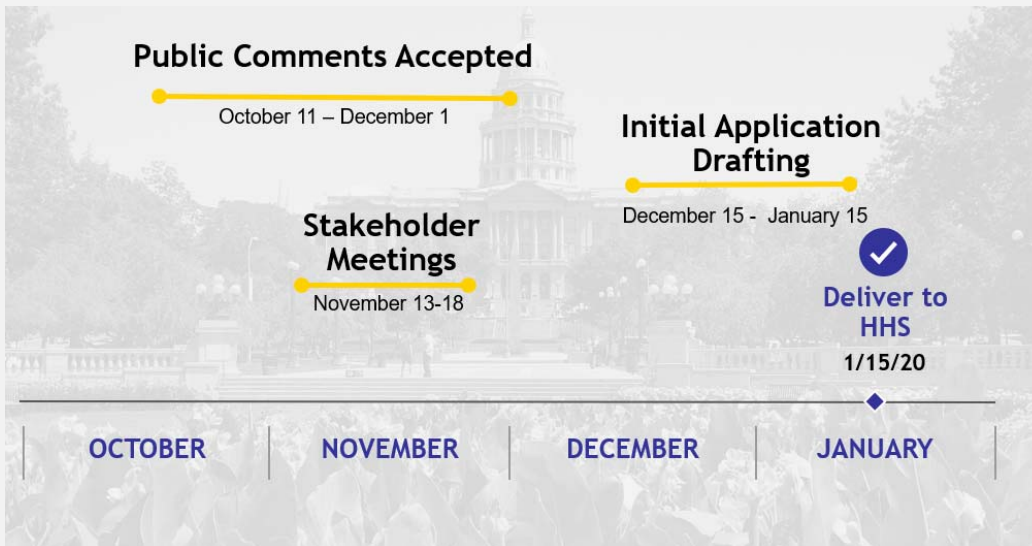 Public Comments Accepted
October 11 – December 1
Initial Application
Drafting
December 15 -  January 15
Stakeholder
Meetings
November 13-18
Deliver to
HHS
1/15/20
OCTOBER
NOVEMBER
DECEMBER
JANUARY